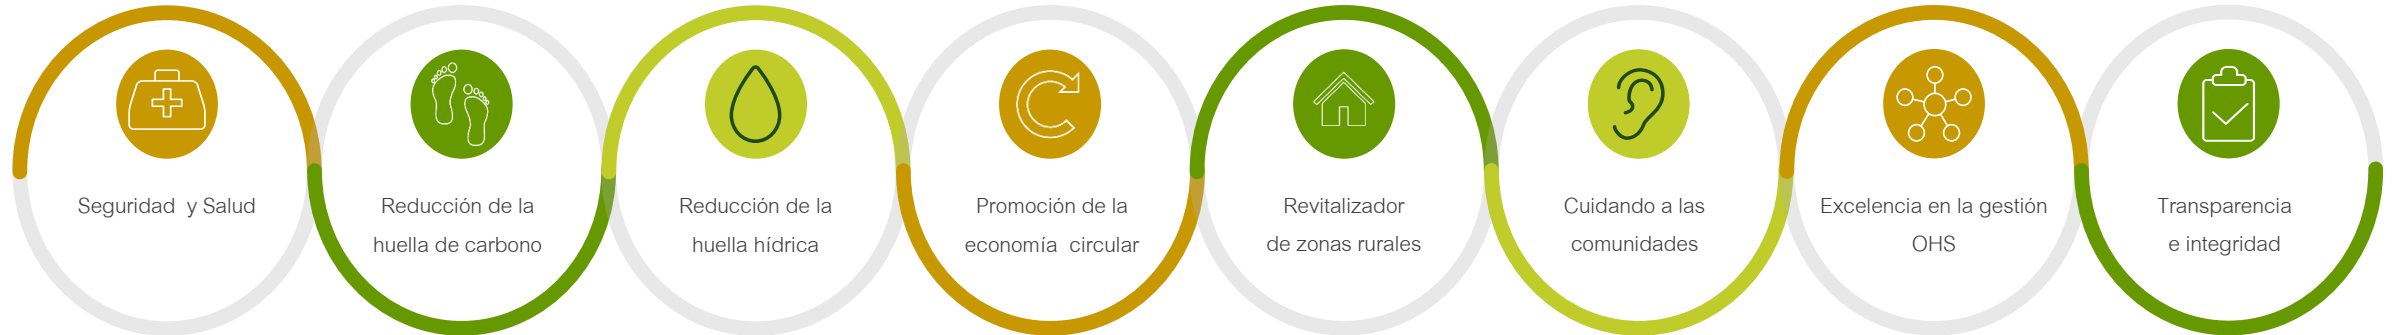 Seguridad y Salud
Reducción de la
huella de carbono
Reducción de la
huella hídrica
Promoción de la
economía circular
Revitalizador
de zonas rurales
Cuidando a las
comunidades
Excelencia en la gestión
OHS
Transparencia
e integridad